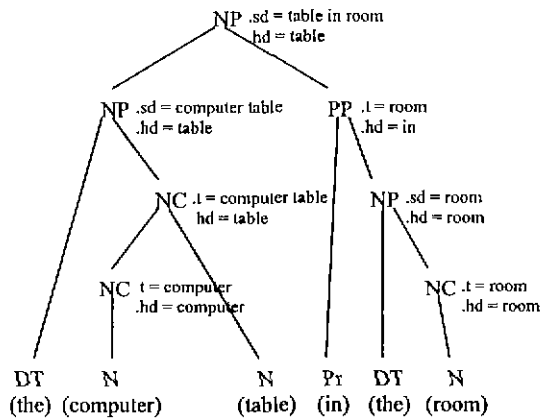 NP .sd = table in room
hd = table
NP .sd = computer table
.hd = table
PP .t = room
.hd = in
NC .t = computer table
hd = table
NP .sd = room
.hd = room
NC t = computer
.hd = computer
NC .t = room
.hd = room
DT N N Pr DT N
(the) (computer) (table) (in) (the) (room)